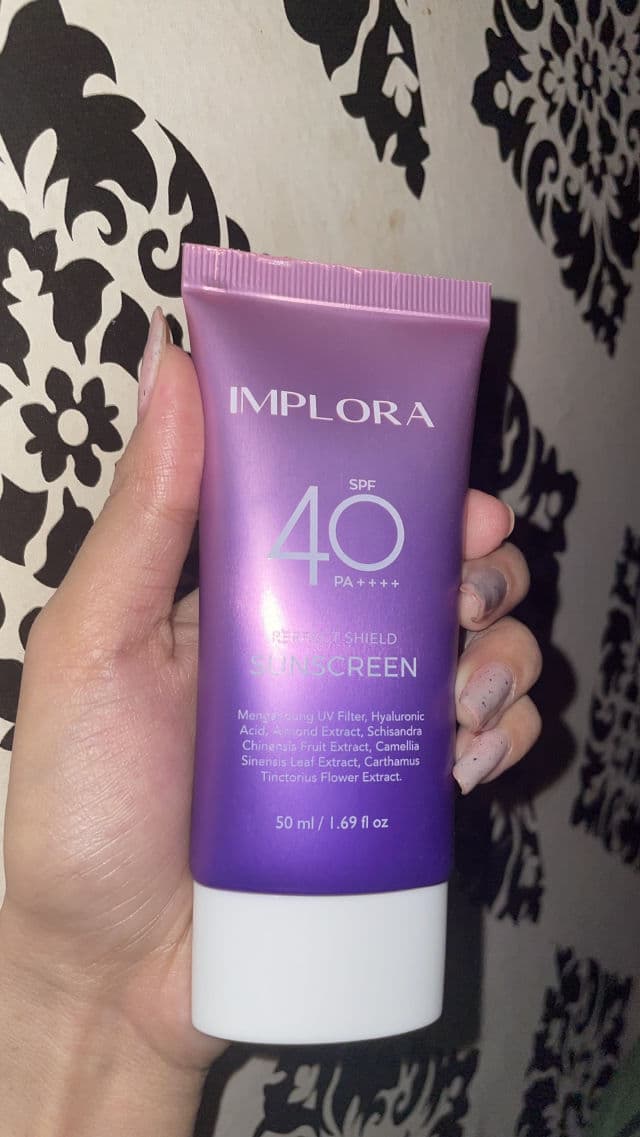 IMPLORA
SPF
40
PA ++++
PERFECT SHIELD
SUNSCREEN
Mengandung UV Filter, Hyaluronic
Acid, Almond Extract, Schisandra
Chinensis Fruit Extract, Camellia
Sinensis Leaf Extract, Carthamus
Tinctorius Flower Extract.
50 ml / 1.69 fl oz